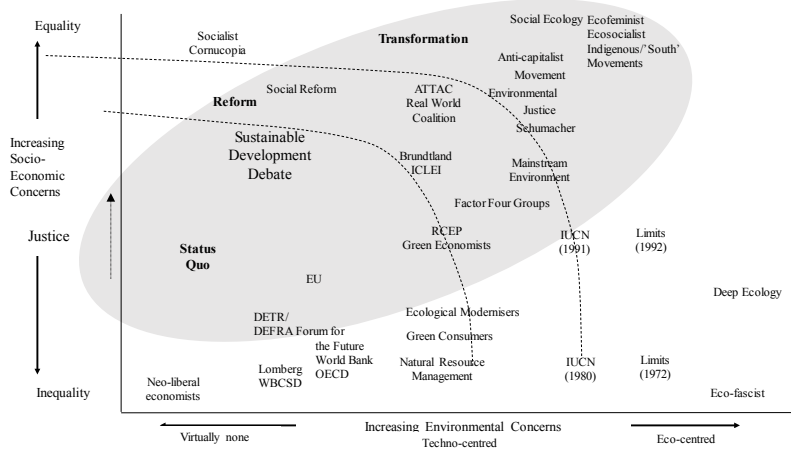 Equality
Increasing
Socio-
Economic
Concerns
Justice
Inequality
Socialist
Cornucopia
Transformation
Social Ecology
Ecofeminist
Ecosocialist
Indigenous/'South'
Movements
Anti-capitalist
Movement
Environmental
Justice
Schumacher
Social Reform
Reform
ATTAC
Real World
Coalition
Sustainable
Development
Debate
Brundtland
ICLEI
Mainstream
Environment
Factor Four Groups
RCEP
Green Economists
IUCN
(1991)
Limits
(1992)
Status
Quo
EU
Deep Ecology
DETR/
DEFRA Forum for
the Future
World Bank
OECD
Ecological Modernisers
Green Consumers
Natural Resource
Management
Lomberg
WBCSD
Neo-liberal
economists
IUCN
(1980)
Limits
(1972)
Eco-fascist
Increasing Environmental Concerns
Virtually none
Techno-centred
Eco-centred